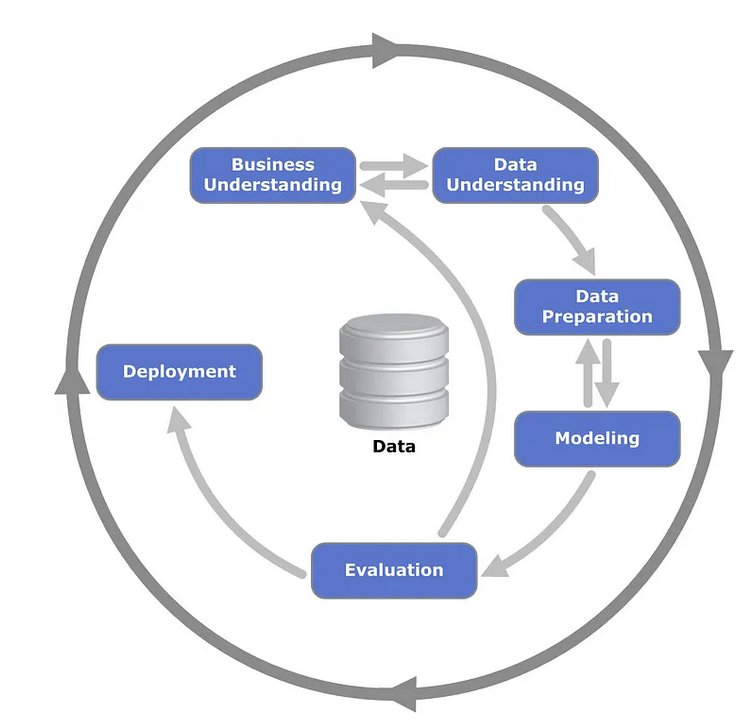 Business
Understanding
Data
Understanding
Data
Preparation
Deployment
Modeling
Data
Evaluation